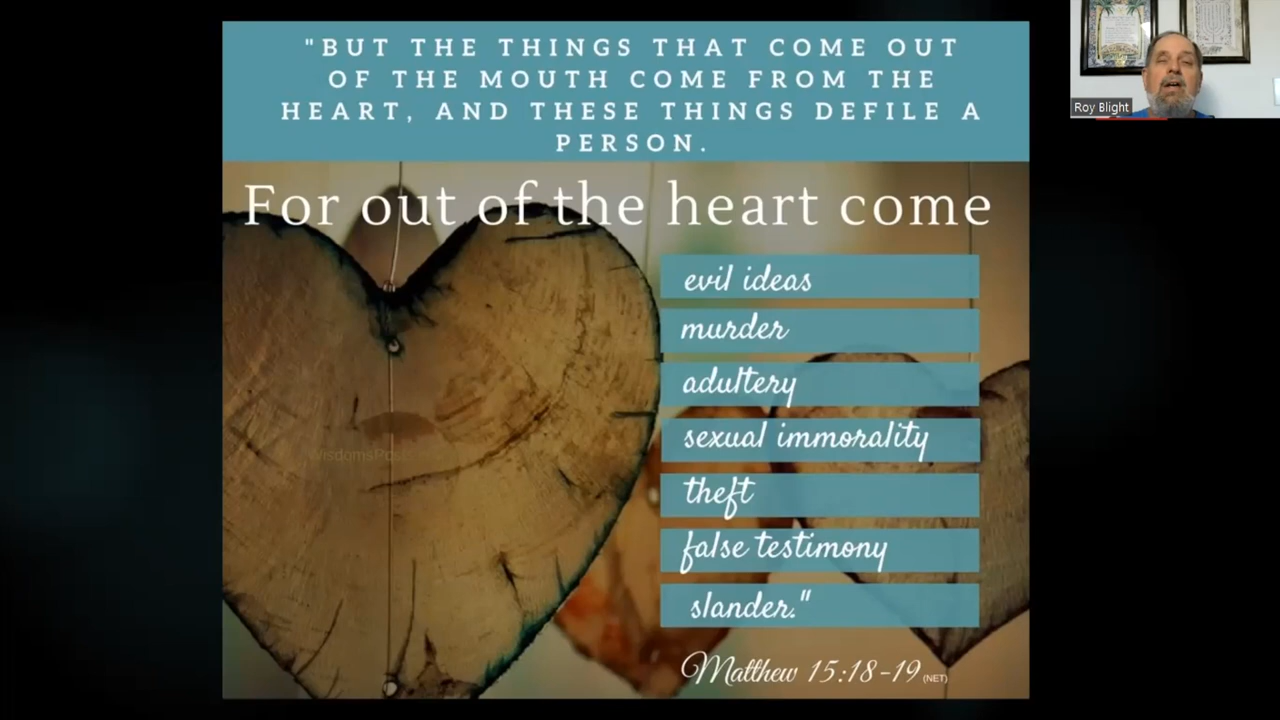 "BUT THE THINGS THAT COME OUT
OF THE MOUTH COME FROM THE
HEART, AND THESE THINGS DEFILE A
PERSON.
For out of the heart come
evil ideas
murder
adultery
sexual immorality
theft
false testimony
slander."
Matthew 15:18-19 (NET)
Roy Blight